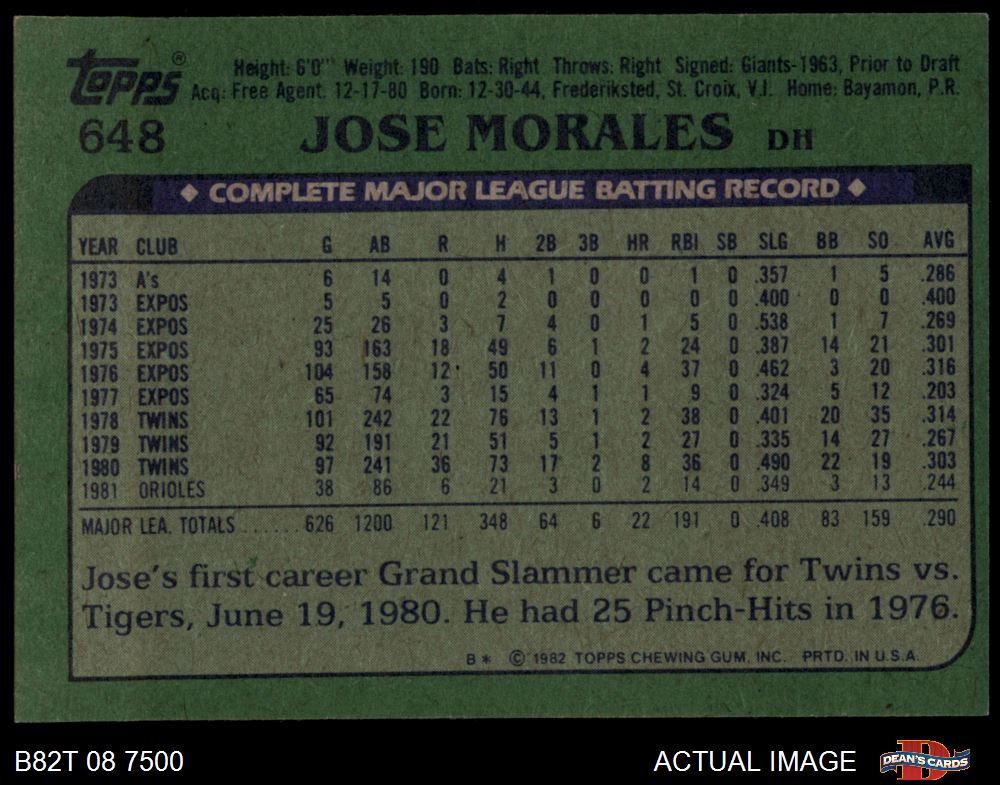 TOPPS®
Height: 6'0" Weight: 190 Bats: Right Throws: Right Signed: Giants-1963, Prior to Draft
Acq: Free Agent, 12-17-80 Born: 12-30-44, Frederiksted, St. Croix, V.I. Home: Bayamon, P.R.
648 JOSE MORALES DH
◆ COMPLETE MAJOR LEAGUE BATTING RECORD ◆
YEAR CLUB G AB R H 2B 3B HR RBI SB SLG BB SO AVG
1973 A's 6 14 0 4 1 0 0 1 0 .357 1 5 .286
1973 EXPOS 5 5 0 2 0 0 0 0 0 .400 0 0 .400
1974 EXPOS 25 26 3 7 4 0 1 5 0 .538 1 7 .269
1975 EXPOS 93 163 18 49 6 1 2 24 0 .387 14 21 .301
1976 EXPOS 104 158 12 50 11 0 4 37 0 .462 3 20 .316
1977 EXPOS 65 74 3 15 4 1 1 9 0 .324 5 12 .203
1978 TWINS 101 242 22 76 13 1 2 38 0 .401 20 35 .314
1979 TWINS 92 191 21 51 5 1 2 27 0 .335 14 27 .267
1980 TWINS 97 241 36 73 17 2 8 36 0 .490 22 19 .303
1981 ORIOLES 38 86 6 21 3 0 2 14 0 .349 3 13 .244
MAJOR LEA. TOTALS ...... 626 1200 121 348 64 6 22 191 0 .408 83 159 .290
Jose's first career Grand Slammer came for Twins vs.
Tigers, June 19, 1980. He had 25 Pinch-Hits in 1976.
B* © 1982 TOPPS CHEWING GUM, INC. PRTD. IN U.S.A.
B82T 08 7500 ACTUAL IMAGE D DEAN'S CARDS